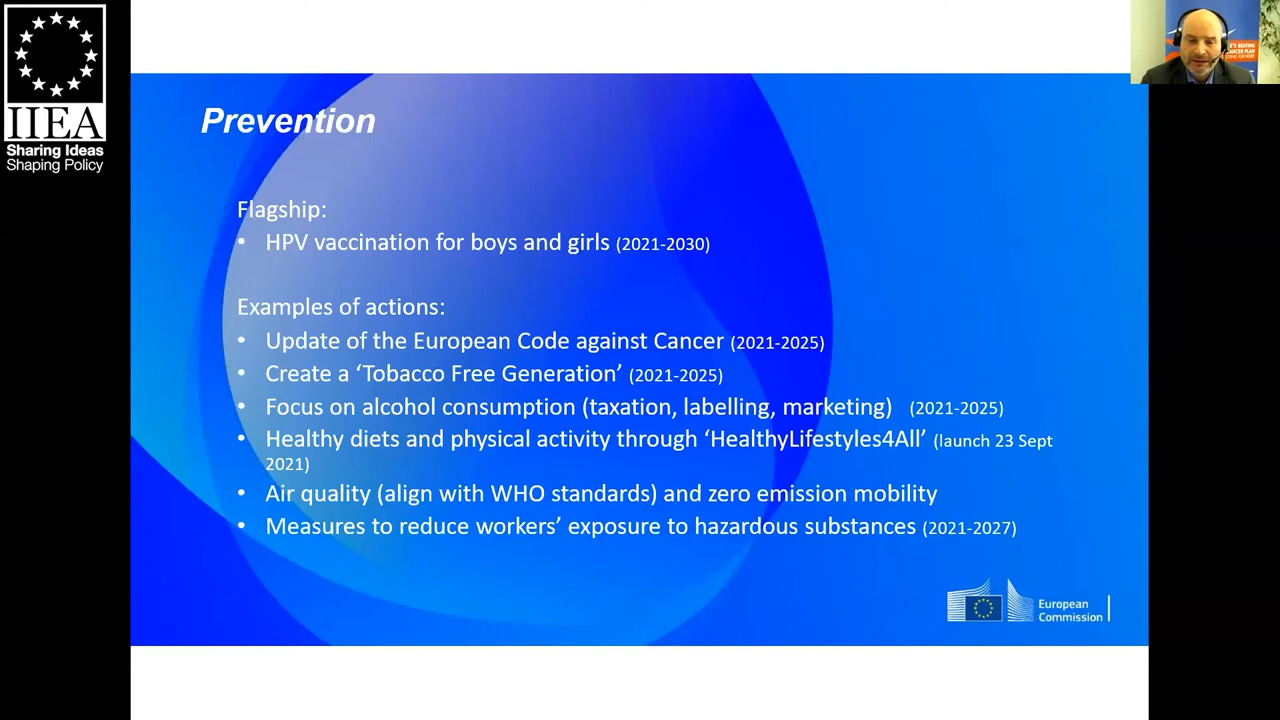 IIEA
Sharing Ideas
Shaping Policy
Prevention
Flagship:
• HPV vaccination for boys and girls (2021-2030)
Examples of actions:
• Update of the European Code against Cancer (2021-2025)
• Create a ‘Tobacco Free Generation’ (2021-2025)
• Focus on alcohol consumption (taxation, labelling, marketing) (2021-2025)
• Healthy diets and physical activity through ‘HealthyLifestyles4All’ (launch 23 Sept
2021)
• Air quality (align with WHO standards) and zero emission mobility
• Measures to reduce workers’ exposure to hazardous substances (2021-2027)
European
Commission
BEATING
CANCER PLAN